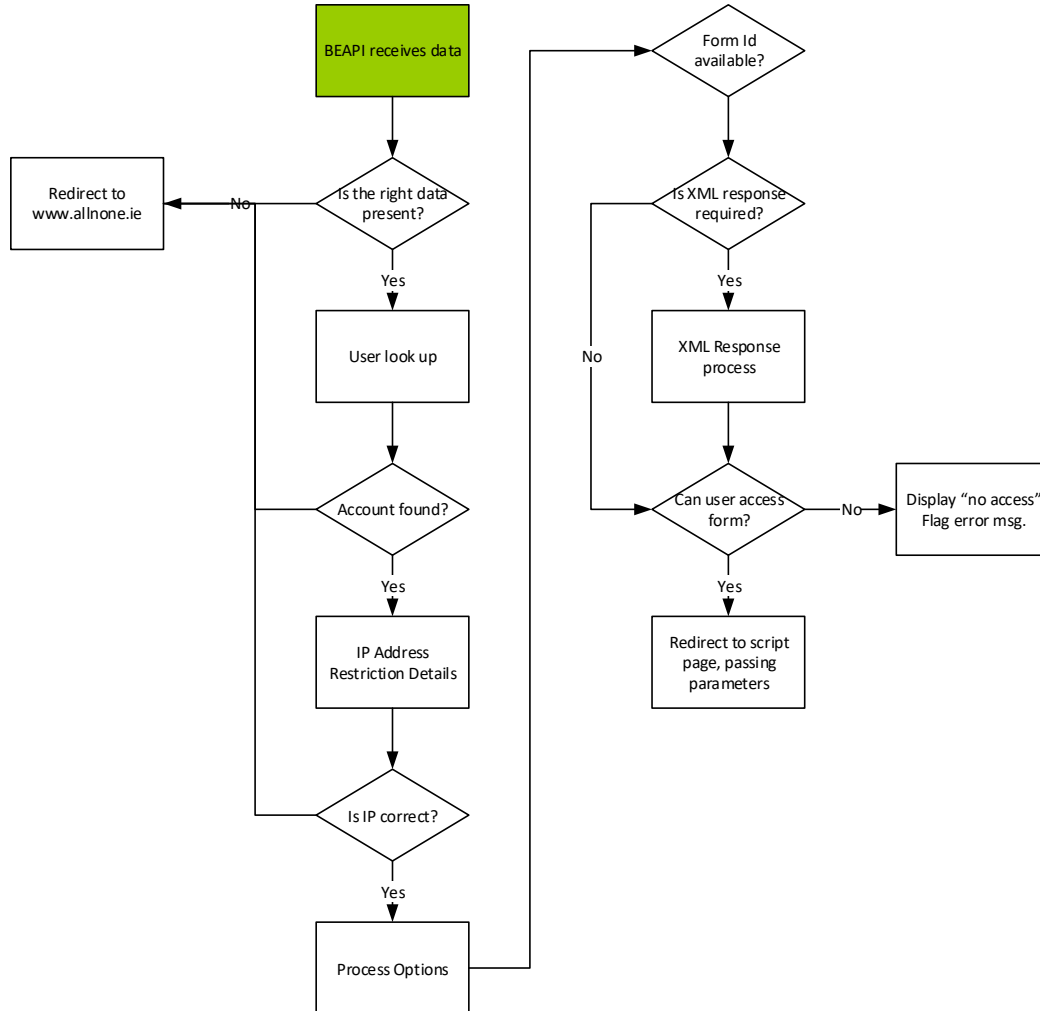 BEAPI receives data
Is the right data
present?
No
Redirect to
www.allnone.ie
Yes
User look up
Account found?
Yes
IP Address
Restriction Details
Is IP correct?
Yes
Process Options
Form Id
available?
Is XML response
required?
Yes
No
XML Response
process
Can user access
form?
No
Display “no access”
Flag error msg.
Yes
Redirect to script
page, passing
parameters